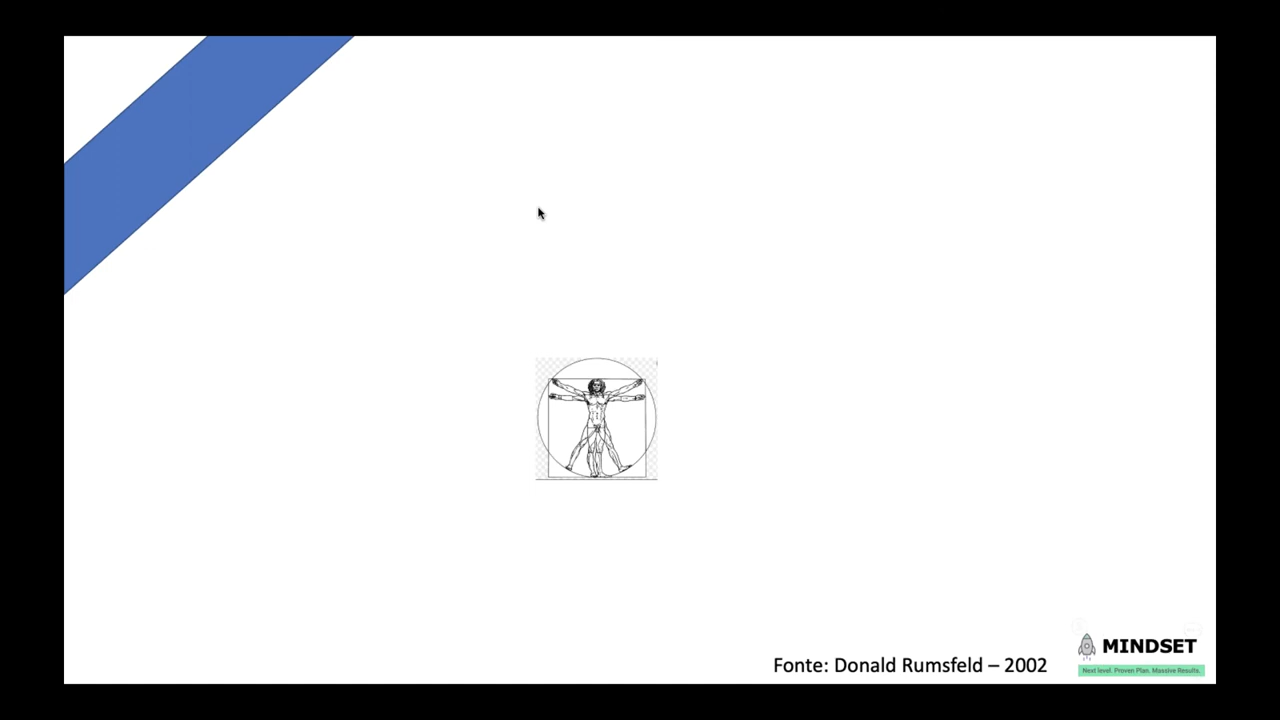 Fonte: Donald Rumsfeld – 2002
MINDSET
Next level. Proven Plan. Massive Results.